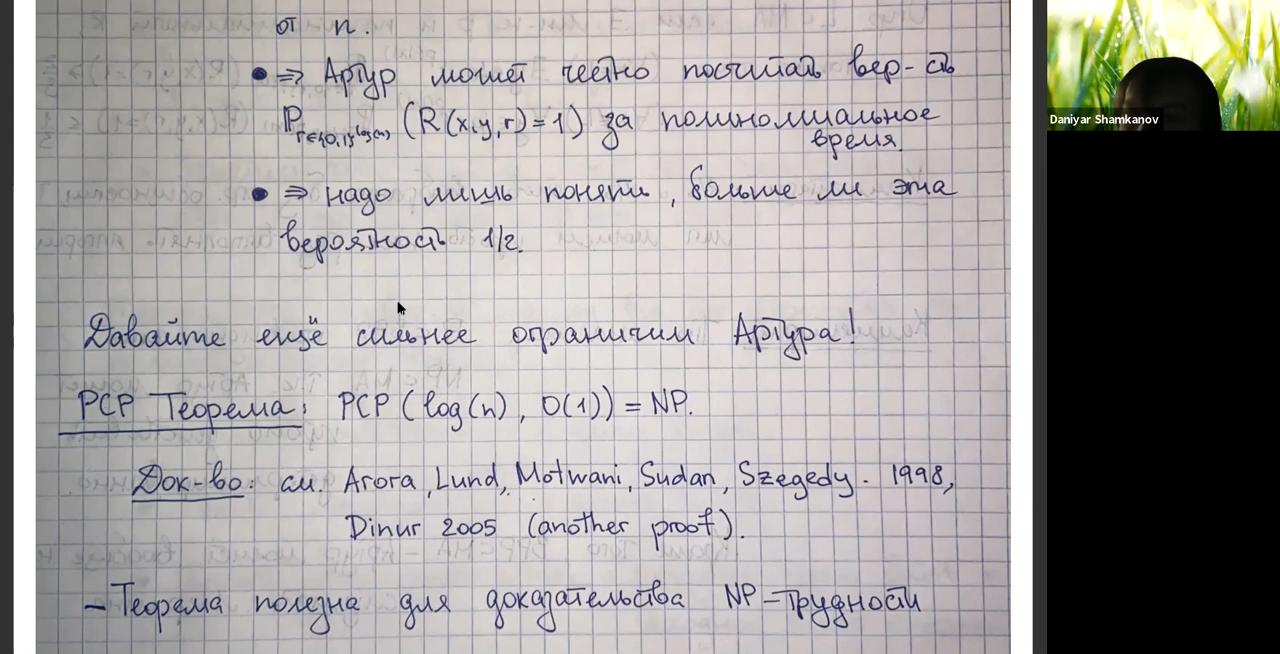 от n.
• ⇒ Артур может честно посчитать вер-сть
ℙ_{r∈{0,1}^{log(n)}} (R(x,y,r)=1) за полиномиальное
время.
• ⇒ надо лишь понять, больше ли эта
вероятность 1/2.
Давайте ещё сильнее ограничим Артура!
PCP Теорема: PCP(log(n), O(1)) = NP.
Док-во: см. Arora, Lund, Motwani, Sudan, Szegedy. 1998,
Dinur 2005 (another proof).
– Теорема полезна для доказательства NP-трудности
Daniyar Shamkanov